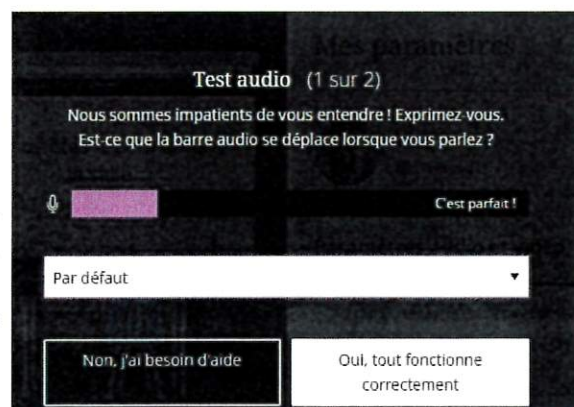 Mes paramètres
Test audio (1 sur 2)
Nous sommes impatients de vous entendre ! Exprimez-vous.
Est-ce que la barre audio se déplace lorsque vous parlez ?
C'est parfait !
Par défaut
Non, j'ai besoin d'aide
Oui, tout fonctionne
correctement